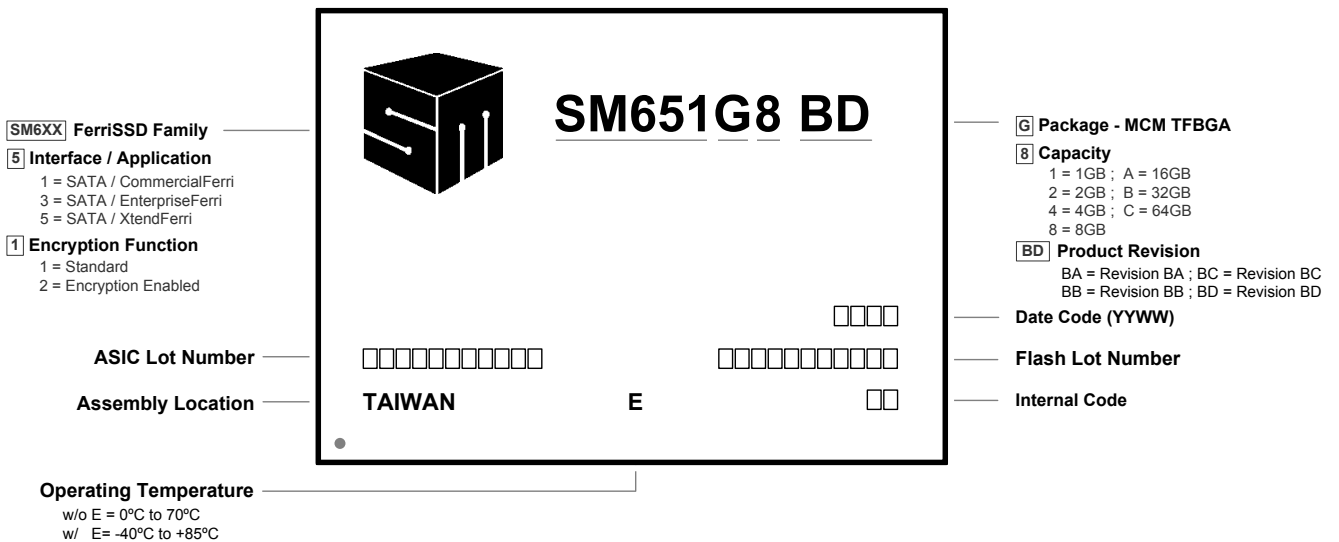 SM651G8 BD
SM6XX FerriSSD Family
5 Interface / Application
1 = SATA / CommercialFerri
3 = SATA / EnterpriseFerri
5 = SATA / XtendFerri
1 Encryption Function
1 = Standard
2 = Encryption Enabled
G Package - MCM TFBGA
8 Capacity
1 = 1GB ; A = 16GB
2 = 2GB ; B = 32GB
4 = 4GB ; C = 64GB
8 = 8GB
BD Product Revision
BA = Revision BA ; BC = Revision BC
BB = Revision BB ; BD = Revision BD
Date Code (YYWW)
ASIC Lot Number
Flash Lot Number
Assembly Location
TAIWAN E
Internal Code
Operating Temperature
w/o E = 0ºC to 70ºC
w/ E= -40ºC to +85ºC